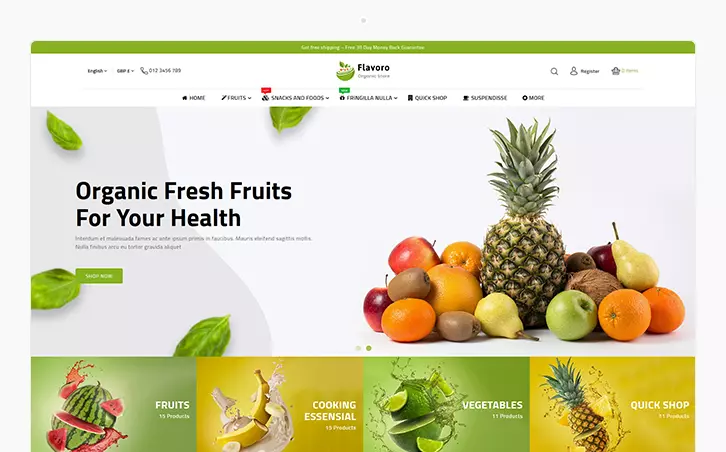 Get free shipping – Free 30 Day Money Back Guarantee
English
GBP £
012 3456 789
Flavoro
Organic Store
Register
0 items
HOME
FRUITS
SNACKS AND FOODS
FRINGILLA NULLA
QUICK SHOP
SUSPENDISSE
MORE
Organic Fresh Fruits
For Your Health
Interdum et malesuada fames ac ante ipsum primis in faucibus. Mauris eleifend sagittis mollis.
Nulla finibus arcu eu tortor gravida aliquet
SHOP NOW
FRUITS
15 Products
COOKING
ESSENSIAL
15 Products
VEGETABLES
11 Products
QUICK SHOP
11 Products